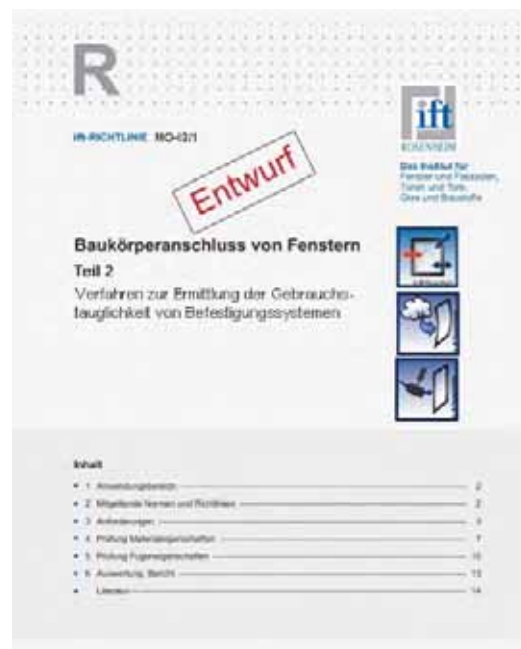 R
ift-RICHTLINIE MO-02/1
ift
ROSENHEIM
Das Institut für
Fenster und Fassaden,
Türen und Tore,
Glas und Baustoffe
Entwurf
Baukörperanschluss von Fenstern
Teil 2
Verfahren zur Ermittlung der Gebrauchs-
tauglichkeit von Befestigungssystemen
Inhalt
1 Anwendungsbereich 2
2 Mitgeltende Normen und Richtlinien 2
3 Anforderungen
4 Prüfung Materialeigenschaften 7
5 Prüfung Fugeneigenschaften 10
6 Auswertung, Bericht 13
Literatur 14